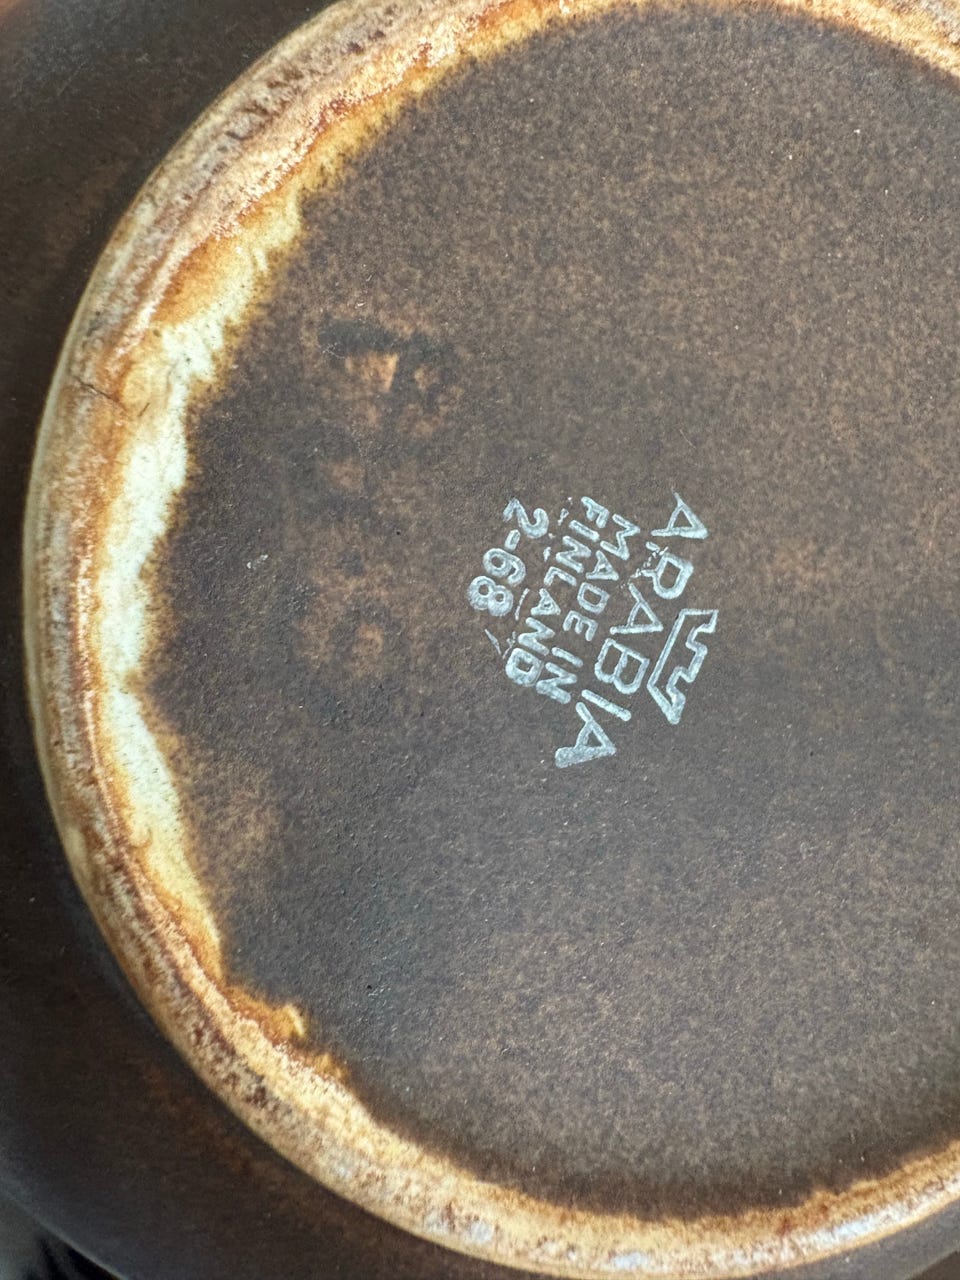 ARABIA
MADE IN
FINLAND
2-68